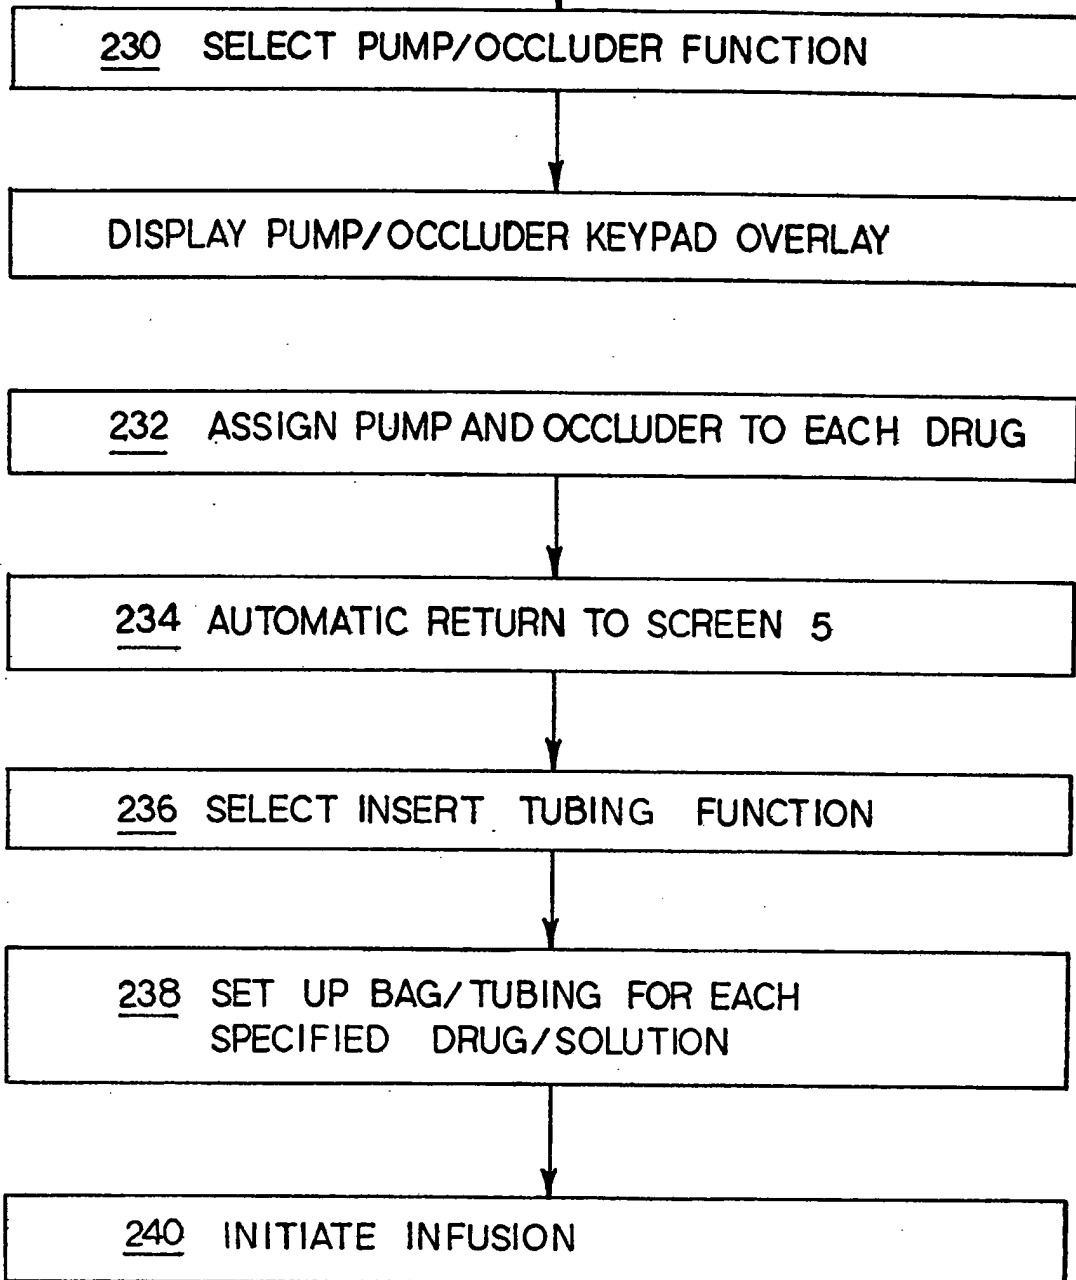 230 SELECT PUMP/OCCLUDER FUNCTION
DISPLAY PUMP/OCCLUDER KEYPAD OVERLAY
232 ASSIGN PUMP AND OCCLUDER TO EACH DRUG
234 AUTOMATIC RETURN TO SCREEN 5
236 SELECT INSERT TUBING FUNCTION
238 SET UP BAG/TUBING FOR EACH
SPECIFIED DRUG/SOLUTION
240 INITIATE INFUSION